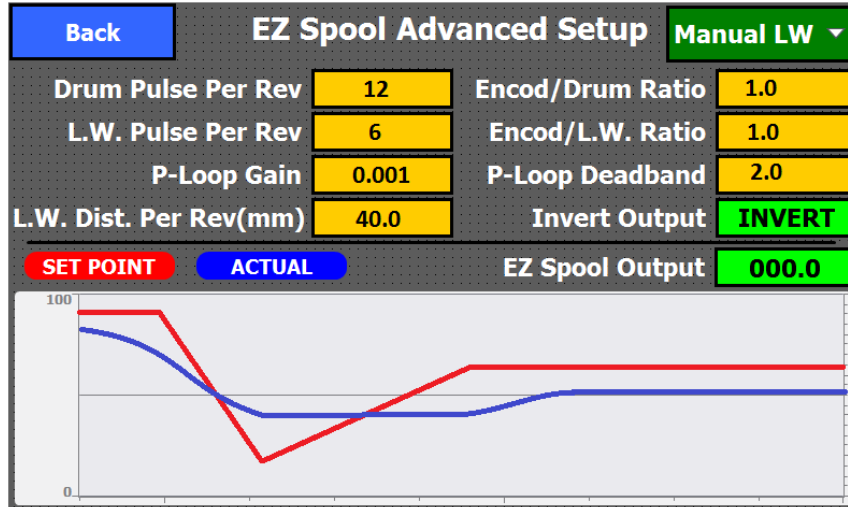 Back EZ Spool Advanced Setup Manual LW
Drum Pulse Per Rev 12 Encod/Drum Ratio 1.0
L.W. Pulse Per Rev 6 Encod/L.W. Ratio 1.0
P-Loop Gain 0.001 P-Loop Deadband 2.0
L.W. Dist. Per Rev(mm) 40.0 Invert Output INVERT
SET POINT ACTUAL EZ Spool Output 000.0
100
0